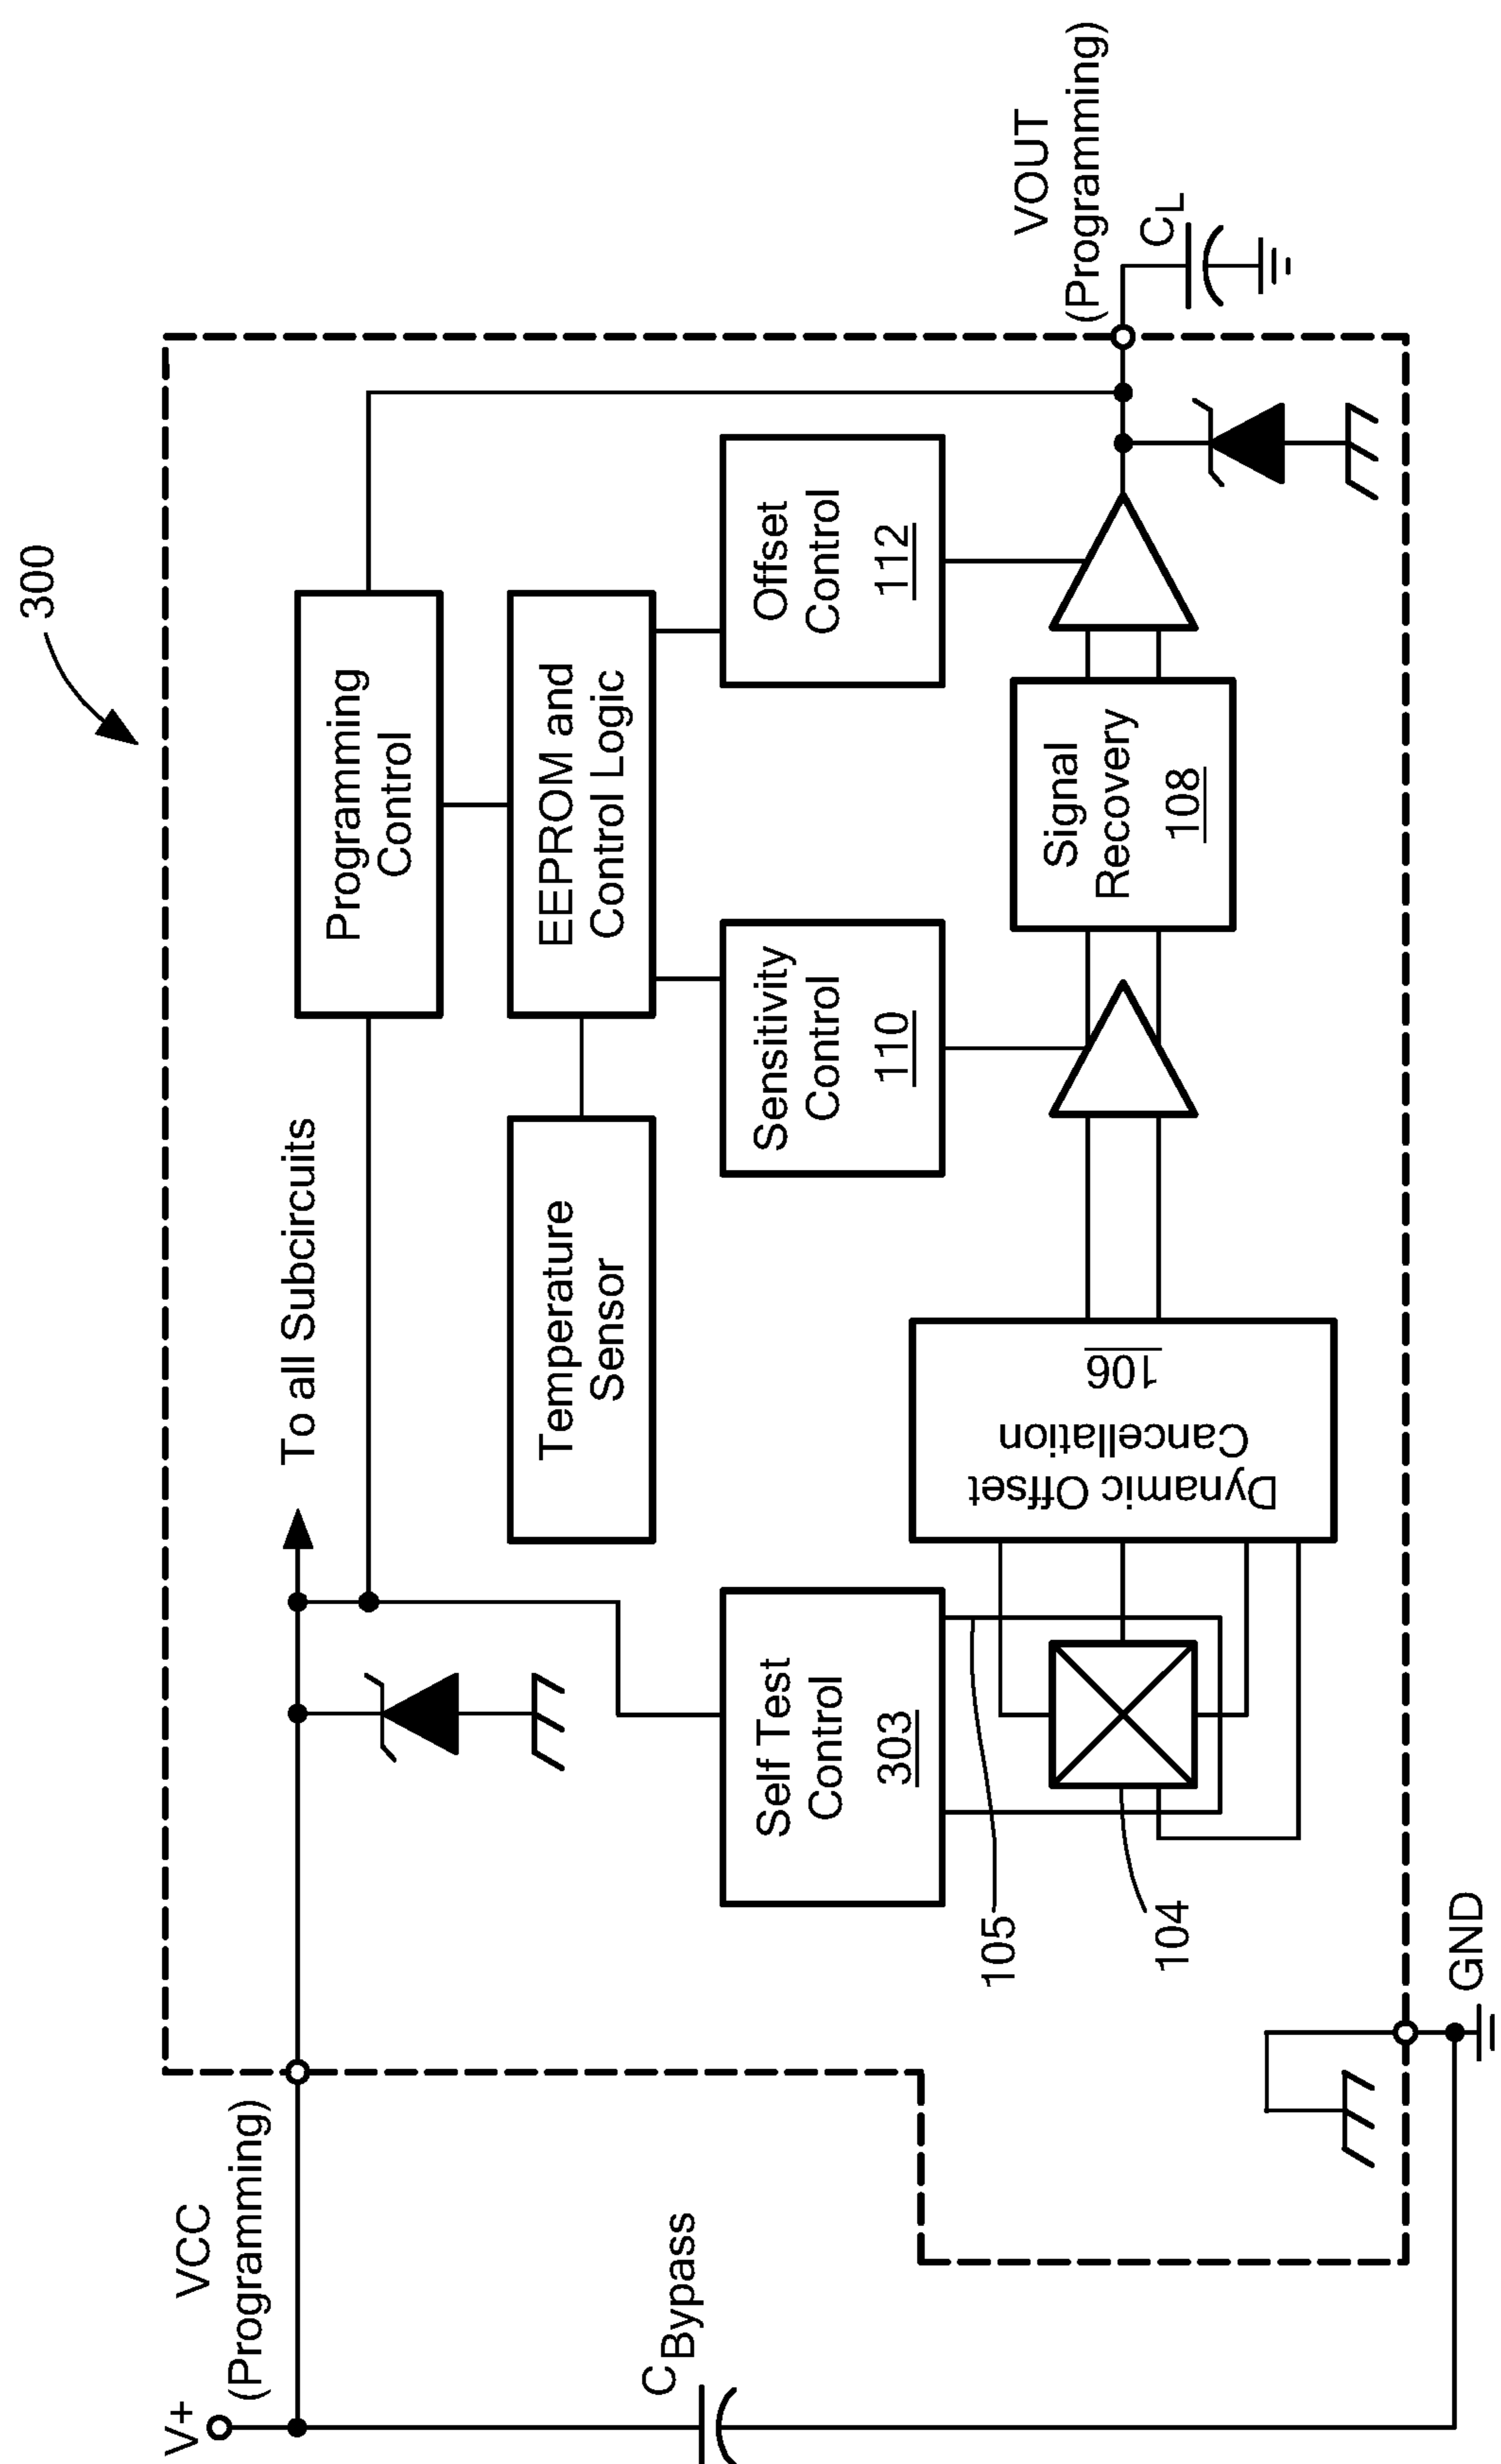 300
V+
VCC
(Programming)
To all Subcircuits
Programming
Control
Temperature
Sensor
EEPROM and
Control Logic
Self Test
Control
303
Sensitivity
Control
110
Offset
Control
112
VOUT
(Programming)
CL
CBypass
105
104
Dynamic Offset
Cancellation
106
Signal
Recovery
108
GND